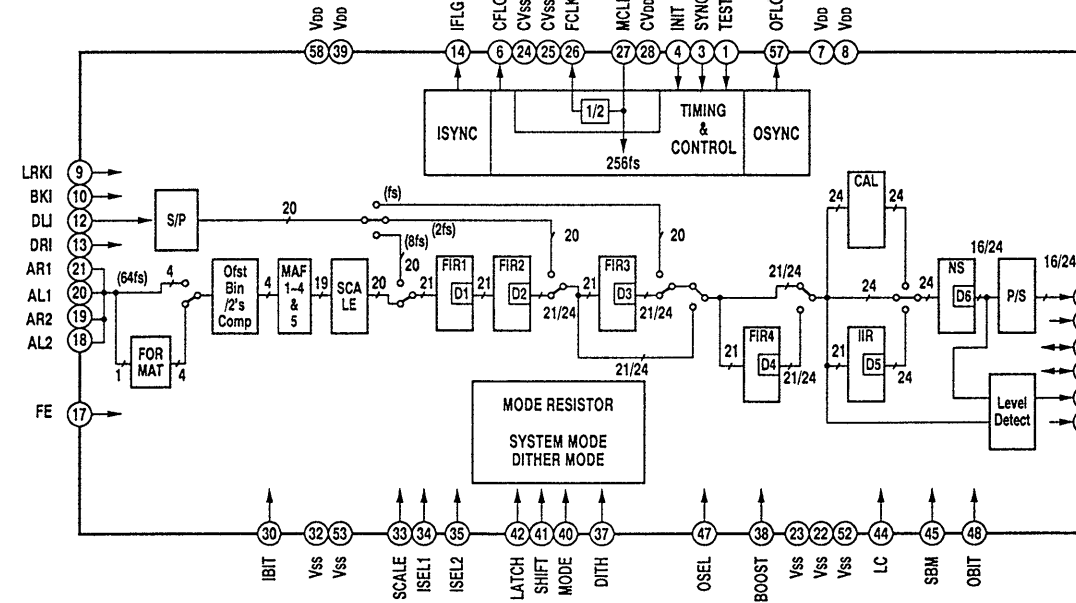 VDD
VDD
IFLG
CVSS
CVSS
FCLK
CVDD
INIT
SYNC
TEST
VDD
VDD
58
39
14
6
24
25
26
27
28
4
3
1
57
7
8
ISYNC
1/2
256fs
TIMING
&
CONTROL
OSYNC
LRKI
9
BKI
10
DLI
12
DRI
13
AR1
21
AL1
20
AR2
19
AL2
18
FE
17
S/P
20
(fs)
(2fs)
(8fs)
20
20
20
(64fs)
4
FOR
MAT
1
4
Ofst
Bin
/2's
Comp
4
MAF
1~4
&
5
19
SCA
LE
20
21
FIR1
D1
21
FIR2
D2
21/24
21
FIR3
D3
21/24
21/24
21/24
21
FIR4
D4
21/24
CAL
24
24
24
21
IIR
D5
24
24
NS
D6
16/24
P/S
16/24
Level
Detect
MODE RESISTOR
SYSTEM MODE
DITHER MODE
30
32
53
33
34
35
42
41
40
37
47
38
23
22
52
44
45
48
IBIT
VSS
VSS
SCALE
ISEL1
ISEL2
LATCH
SHIFT
MODE
DITH
OSEL
BOOST
VSS
VSS
VSS
LC
SBM
OBIT